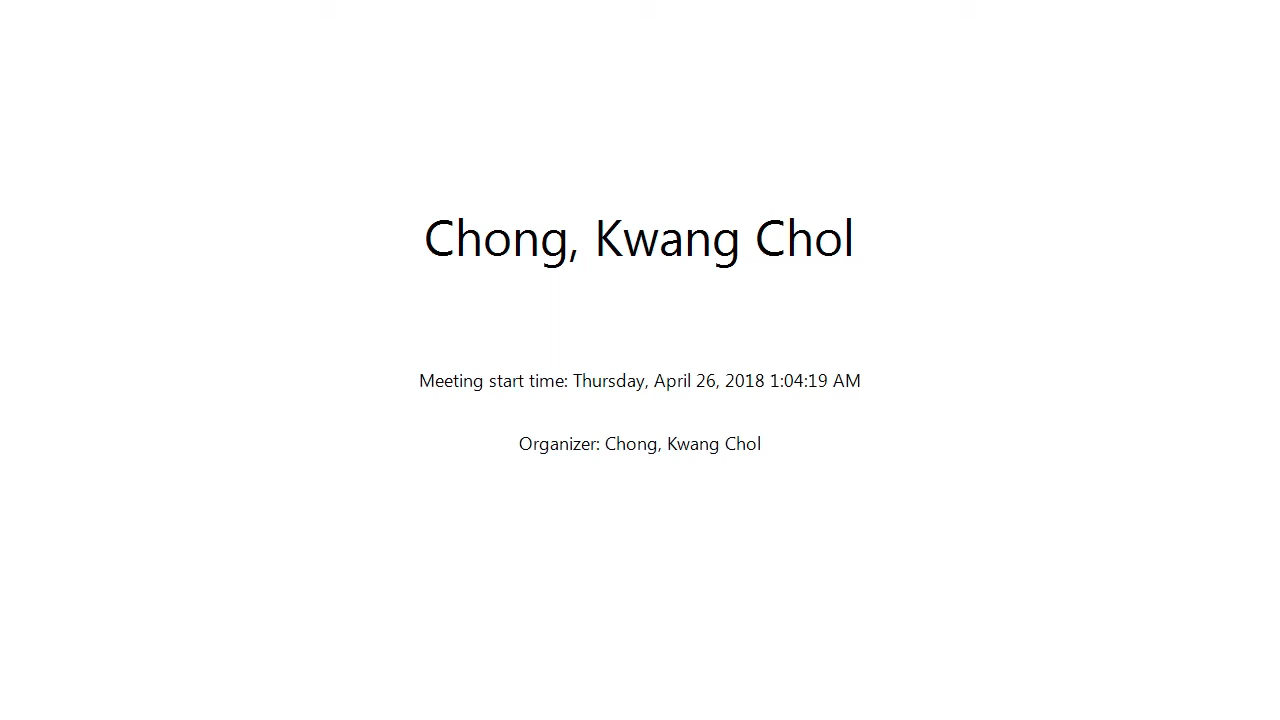 Chong, Kwang Chol
Meeting start time: Thursday, April 26, 2018 1:04:19 AM
Organizer: Chong, Kwang Chol